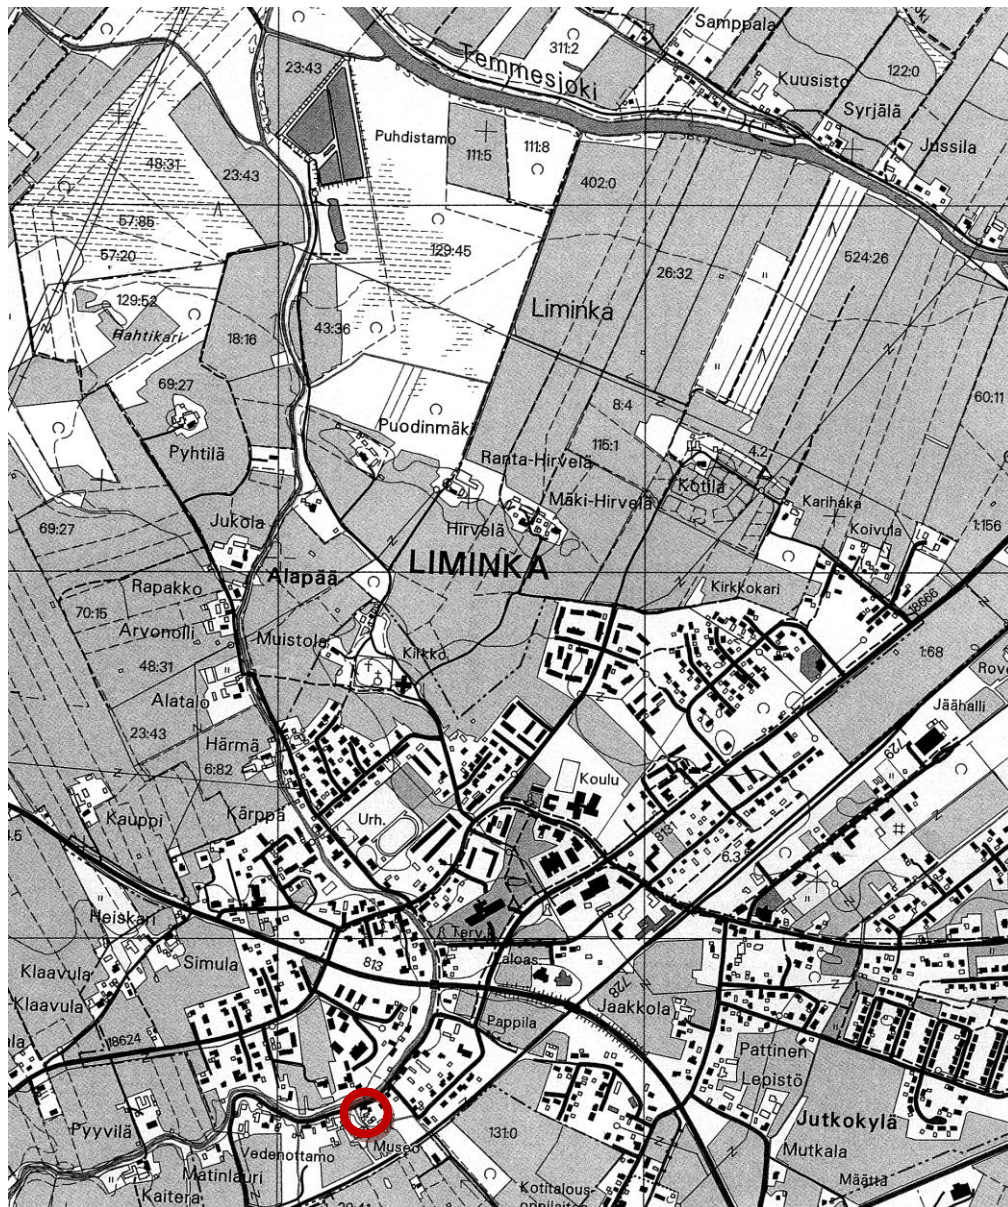 Samppala
311:2
23:43
Temmesjoki
Kuusisto
122:0
Syrjälä
Puhdistamo
111:5
111:8
Jussila
48:31
23:43
402:0
57:85
129:45
57:20
26:32
524:26
129:52
Liminka
Hahtikari
18:16
43:36
69:27
8:4
60:11
Puodinmäki
115:1
Pyhtilä
Ranta-Hirvelä
4.2
Kotila
Mäki-Hirvelä
Karihaka
69:27
Jukola
Hirvelä
Koivula
1:156
Alapää
LIMINKA
Rapakko
Kirkkokari
18666
70:15
Arvonolli
Muistola
Kirkko
1:68
48:31
Alatalo
Jäähalli
23:43
Härmä
729
6:82
Koulu
Kärppä
Kauppi
Urh.
8131
6.3
Heiskari
Terv.
Simula
813
Klaavula
Klaavula
728
Jaakkola
Pappila
18624
Pattinen
Lepistö
Pyyvilä
131:0
Jutkokylä
Museo
Vedenottamo
Mutkala
Matinlauri
Määttä
Kaitera
Kotitalous-